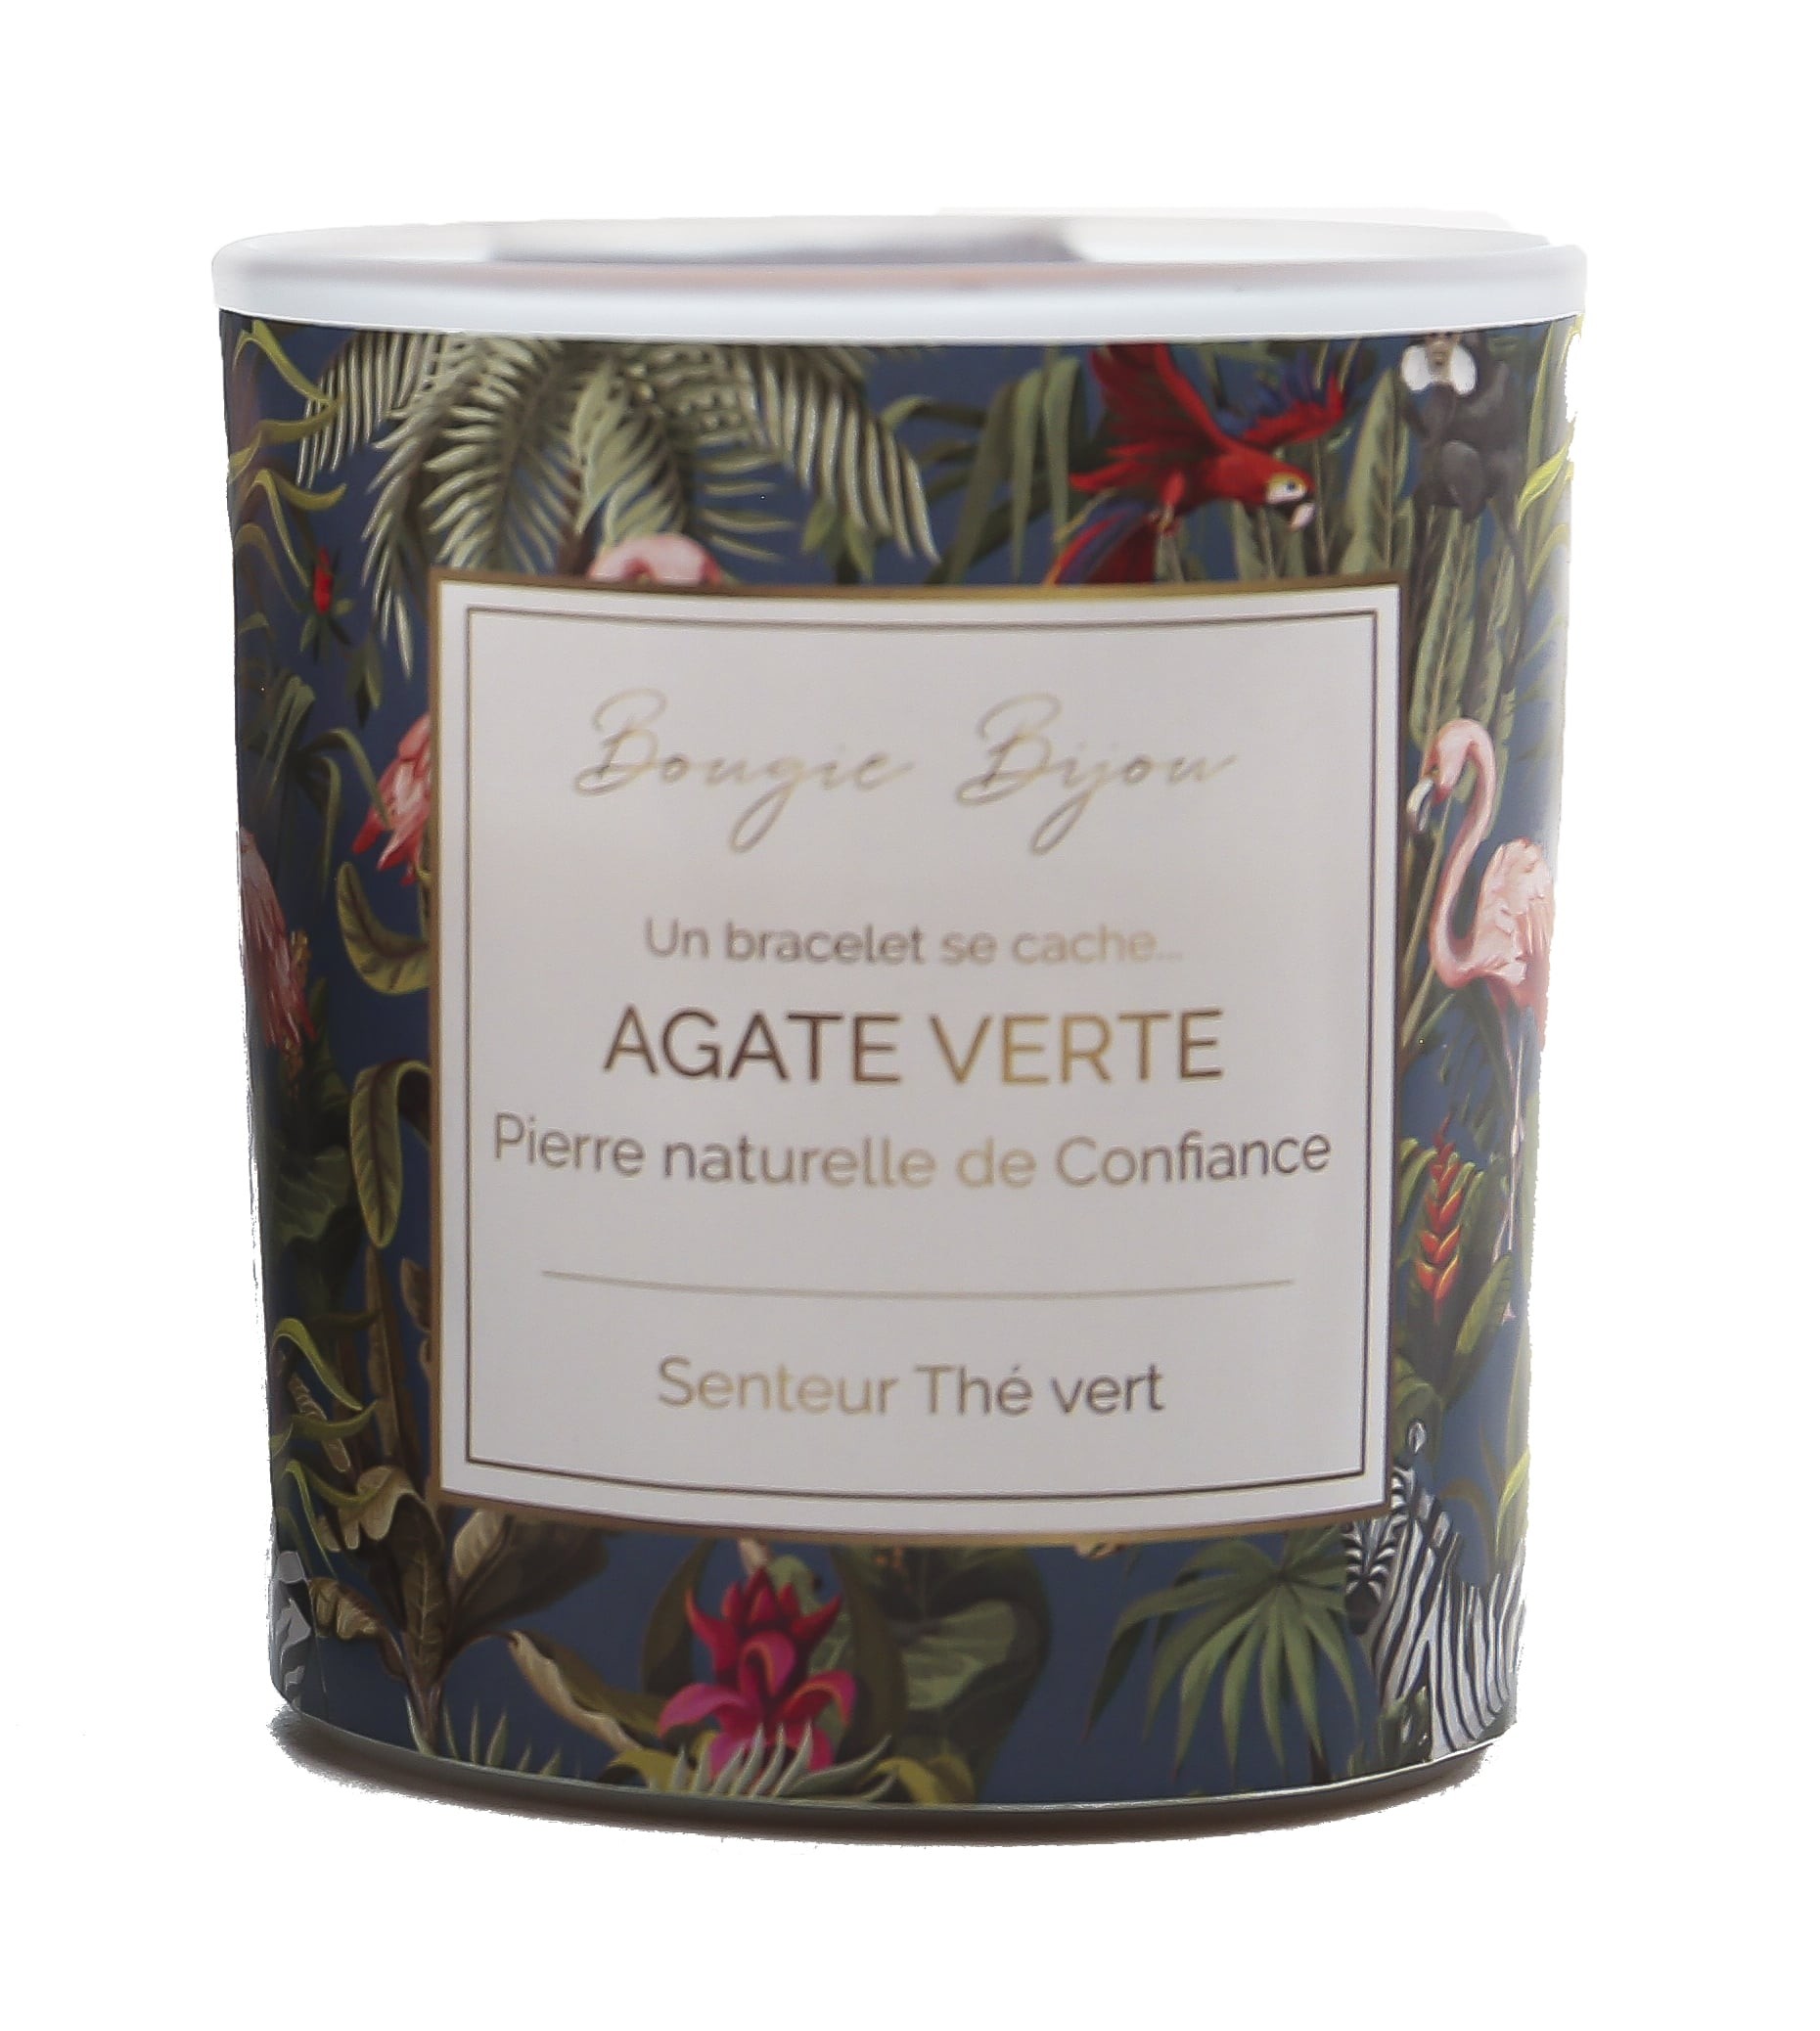 Bougie Bijou
Un bracelet se cache...
AGATE VERTE
Pierre naturelle de Confiance
Senteur Thé vert